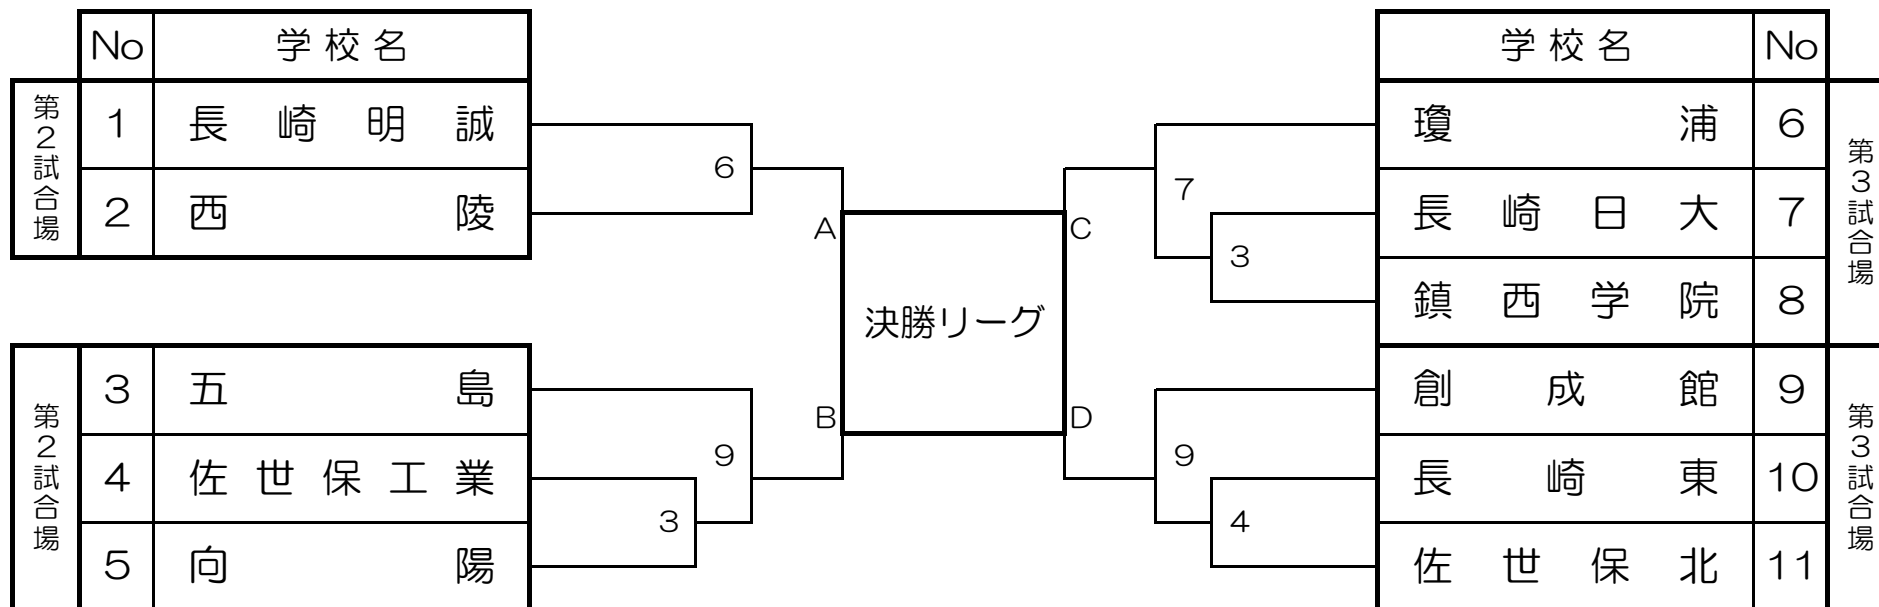 No 学校名
第2試合場
1 長崎明誠
2 西陵
第2試合場
3 五島
4 佐世保工業
5 向陽
6
9
3
A
B
決勝リーグ
C
D
7
3
9
4
学校名 No
瓊浦 6
長崎日大 7
鎮西学院 8
第3試合場
創成館 9
長崎東 10
佐世保北 11
第3試合場